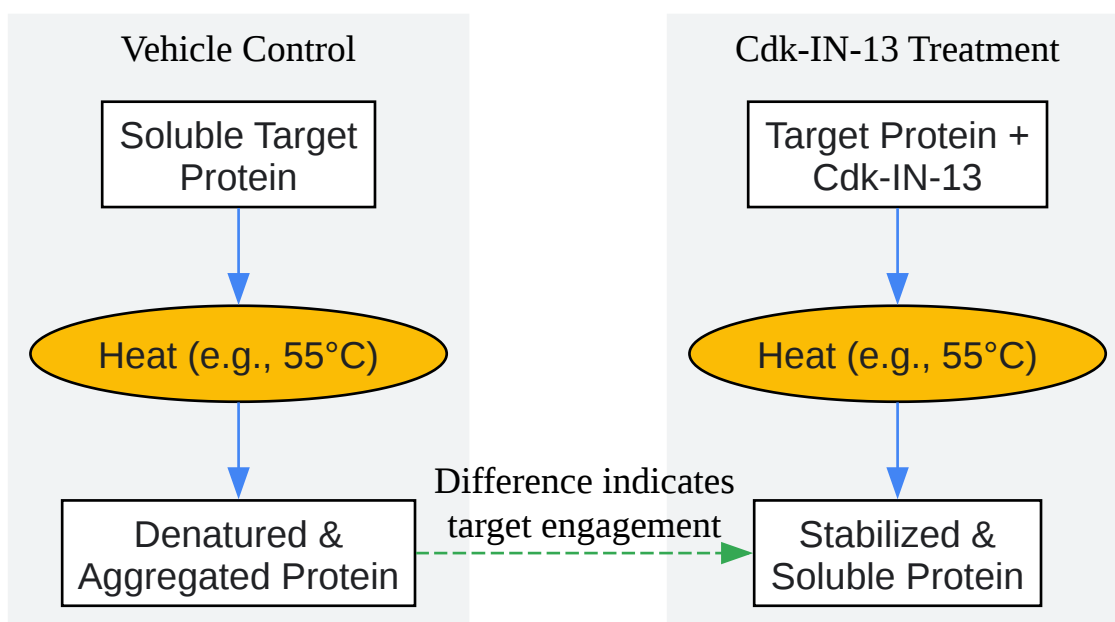 Vehicle Control
Soluble Target
Protein
Heat (e.g., 55°C)
Denatured &
Aggregated Protein
Difference indicates
target engagement
Cdk-IN-13 Treatment
Target Protein +
Cdk-IN-13
Heat (e.g., 55°C)
Stabilized &
Soluble Protein